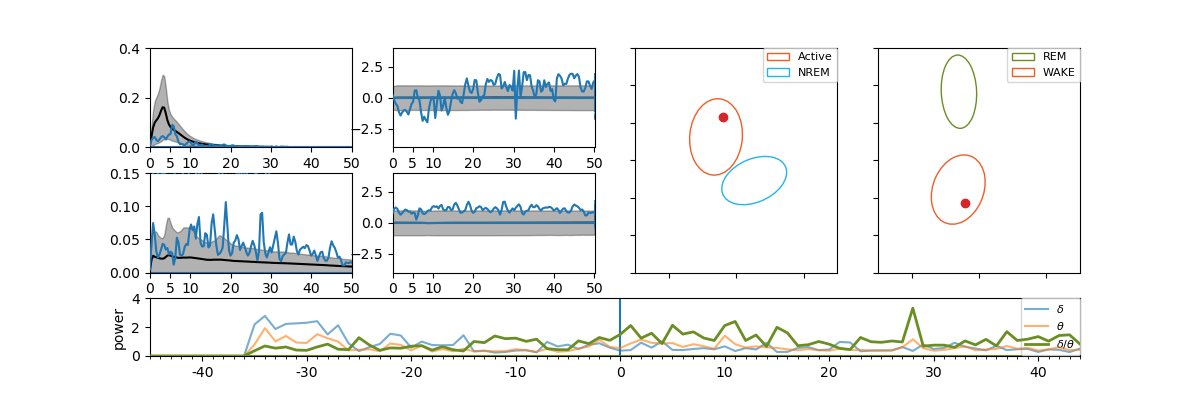 0.4
0.2
0.0
0 5 10 20 30 40 50
2.5
0.0
−2.5
0 5 10 20 30 40 50
Active
NREM
REM
WAKE
0.15
0.10
0.05
0.00
0 5 10 20 30 40 50
2.5
0.0
−2.5
0 5 10 20 30 40 50
power
4
2
0
δ
θ
δ/θ
-40 -30 -20 -10 0 10 20 30 40